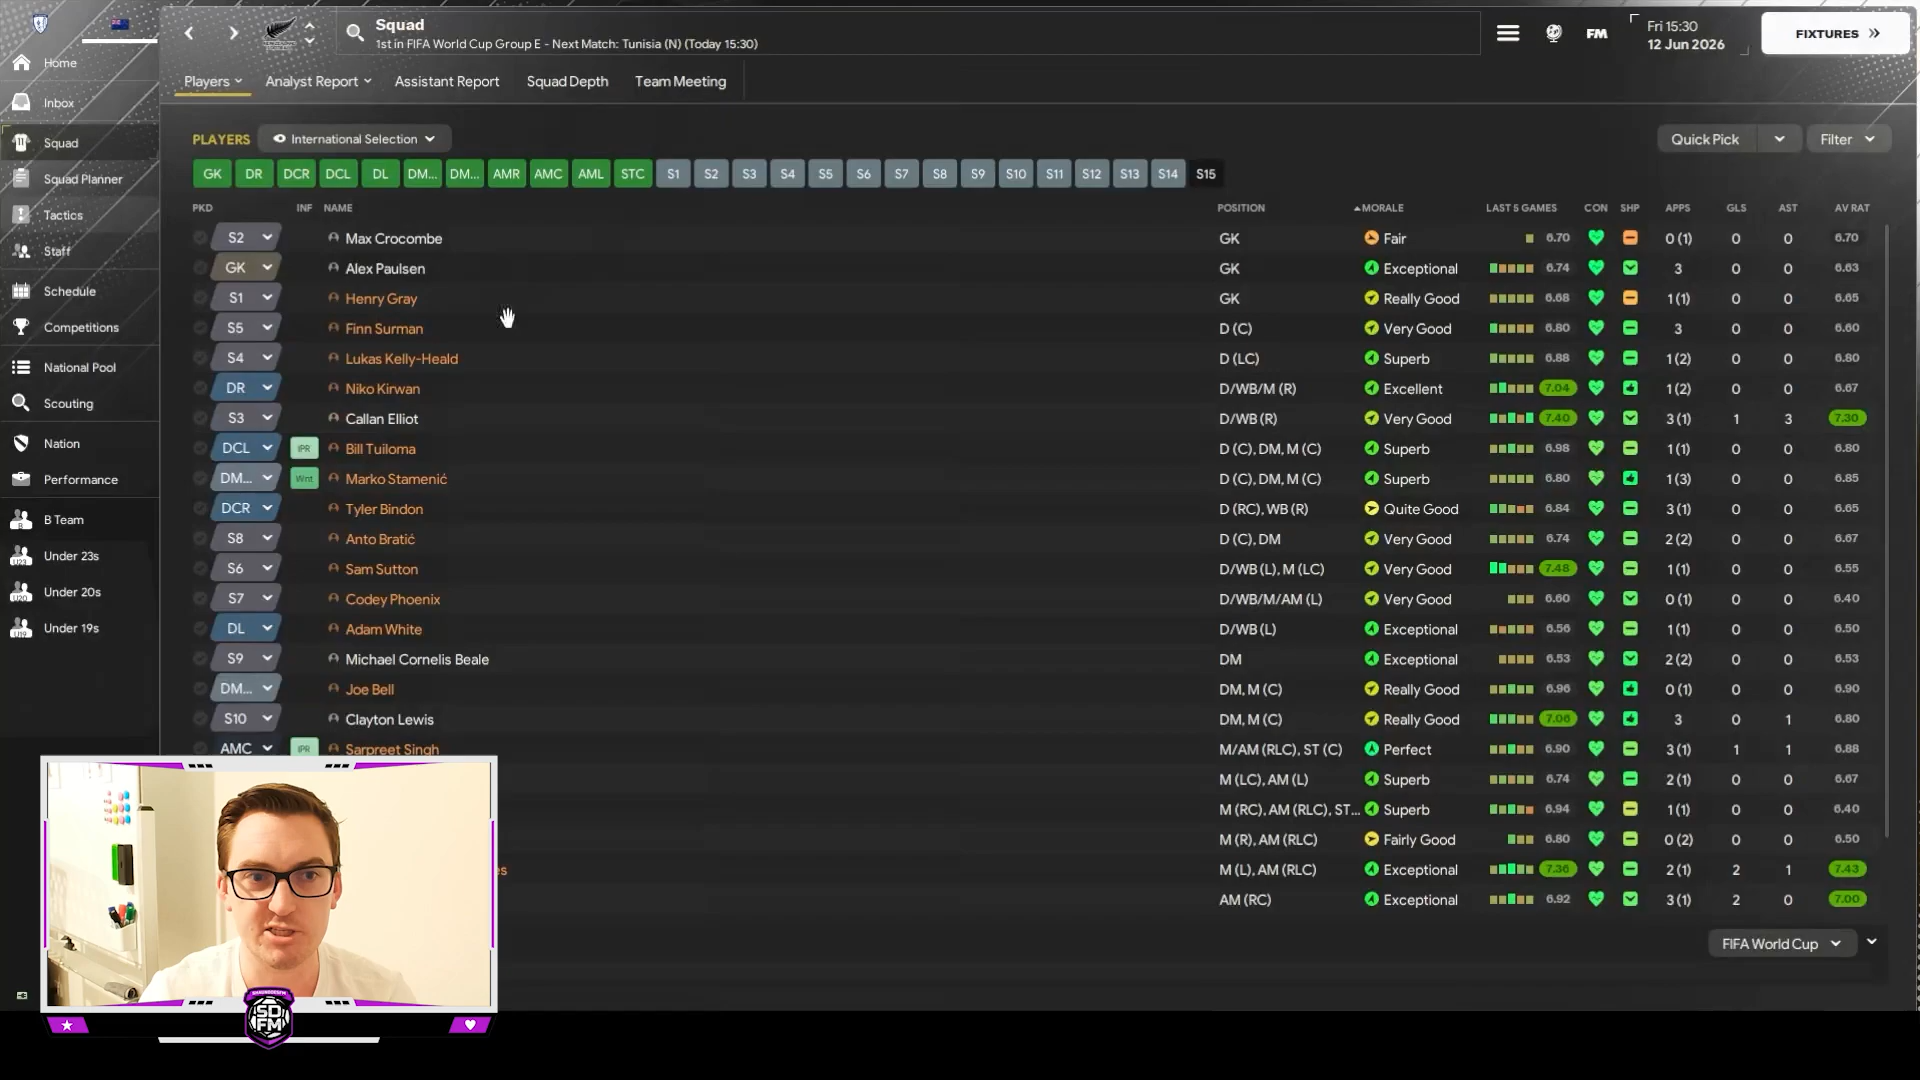 Squad
1st in FIFA World Cup Group E - Next Match: Tunisia (N) (Today 15:30)
FM
Fri 15:30
12 Jun 2026
FIXTURES
Home
Inbox
Squad
Squad Planner
Tactics
Staff
Schedule
Competitions
National Pool
Scouting
Nation
Performance
B Team
Under 23s
Under 20s
Under 19s
Players Analyst Report Assistant Report Squad Depth Team Meeting
PLAYERS International Selection Quick Pick Filter
GK DR DCR DCL DL DM... DM... AMR AMC AML STC S1 S2 S3 S4 S5 S6 S7 S8 S9 S10 S11 S12 S13 S14 S15
PKD INF NAME POSITION MORALE LAST 5 GAMES CON SHP APPS GLS AST AV RAT
S2 Max Crocombe GK Fair 6.70 0 (1) 0 0 6.70
GK Alex Paulsen GK Exceptional 6.74 3 0 0 6.63
S1 Henry Gray GK Really Good 6.68 1 (1) 0 0 6.65
S5 Finn Surman D (C) Very Good 6.80 3 0 0 6.60
S4 Lukas Kelly-Heald D (LC) Superb 6.88 1 (2) 0 0 6.80
DR Niko Kirwan D/WB/M (R) Excellent 7.04 1 (2) 0 0 6.67
S3 Callan Elliot D/WB (R) Very Good 7.40 3 (1) 1 3 7.30
DCL IPR Bill Tuiloma D (C), DM, M (C) Superb 6.98 1 (1) 0 0 6.80
DM... Wnt Marko Stamenić D (C), DM, M (C) Superb 6.80 1 (3) 0 0 6.85
DCR Tyler Bindon D (RC), WB (R) Quite Good 6.84 3 (1) 0 0 6.65
S8 Anto Bratić D (C), DM Very Good 6.74 2 (2) 0 0 6.67
S6 Sam Sutton D/WB (L), M (LC) Very Good 7.48 1 (1) 0 0 6.55
S7 Codey Phoenix D/WB/M/AM (L) Very Good 6.60 0 (1) 0 0 6.40
DL Adam White D/WB (L) Exceptional 6.56 1 (1) 0 0 6.50
S9 Michael Cornelis Beale DM Exceptional 6.53 2 (2) 0 0 6.53
DM... Joe Bell DM, M (C) Really Good 6.96 0 (1) 0 0 6.90
S10 Clayton Lewis DM, M (C) Really Good 7.06 3 0 1 6.80
AMC IPR Sarpreet Singh M/AM (RLC), ST (C) Perfect 6.90 3 (1) 1 1 6.88
M (LC), AM (L) Superb 6.74 2 (1) 0 0 6.67
M (RC), AM (RLC), ST... Superb 6.94 1 (1) 0 0 6.40
M (R), AM (RLC) Fairly Good 6.80 0 (2) 0 0 6.50
es M (L), AM (RLC) Exceptional 7.36 2 (1) 2 1 7.43
AM (RC) Exceptional 6.92 3 (1) 2 0 7.00
FIFA World Cup
SD
FM